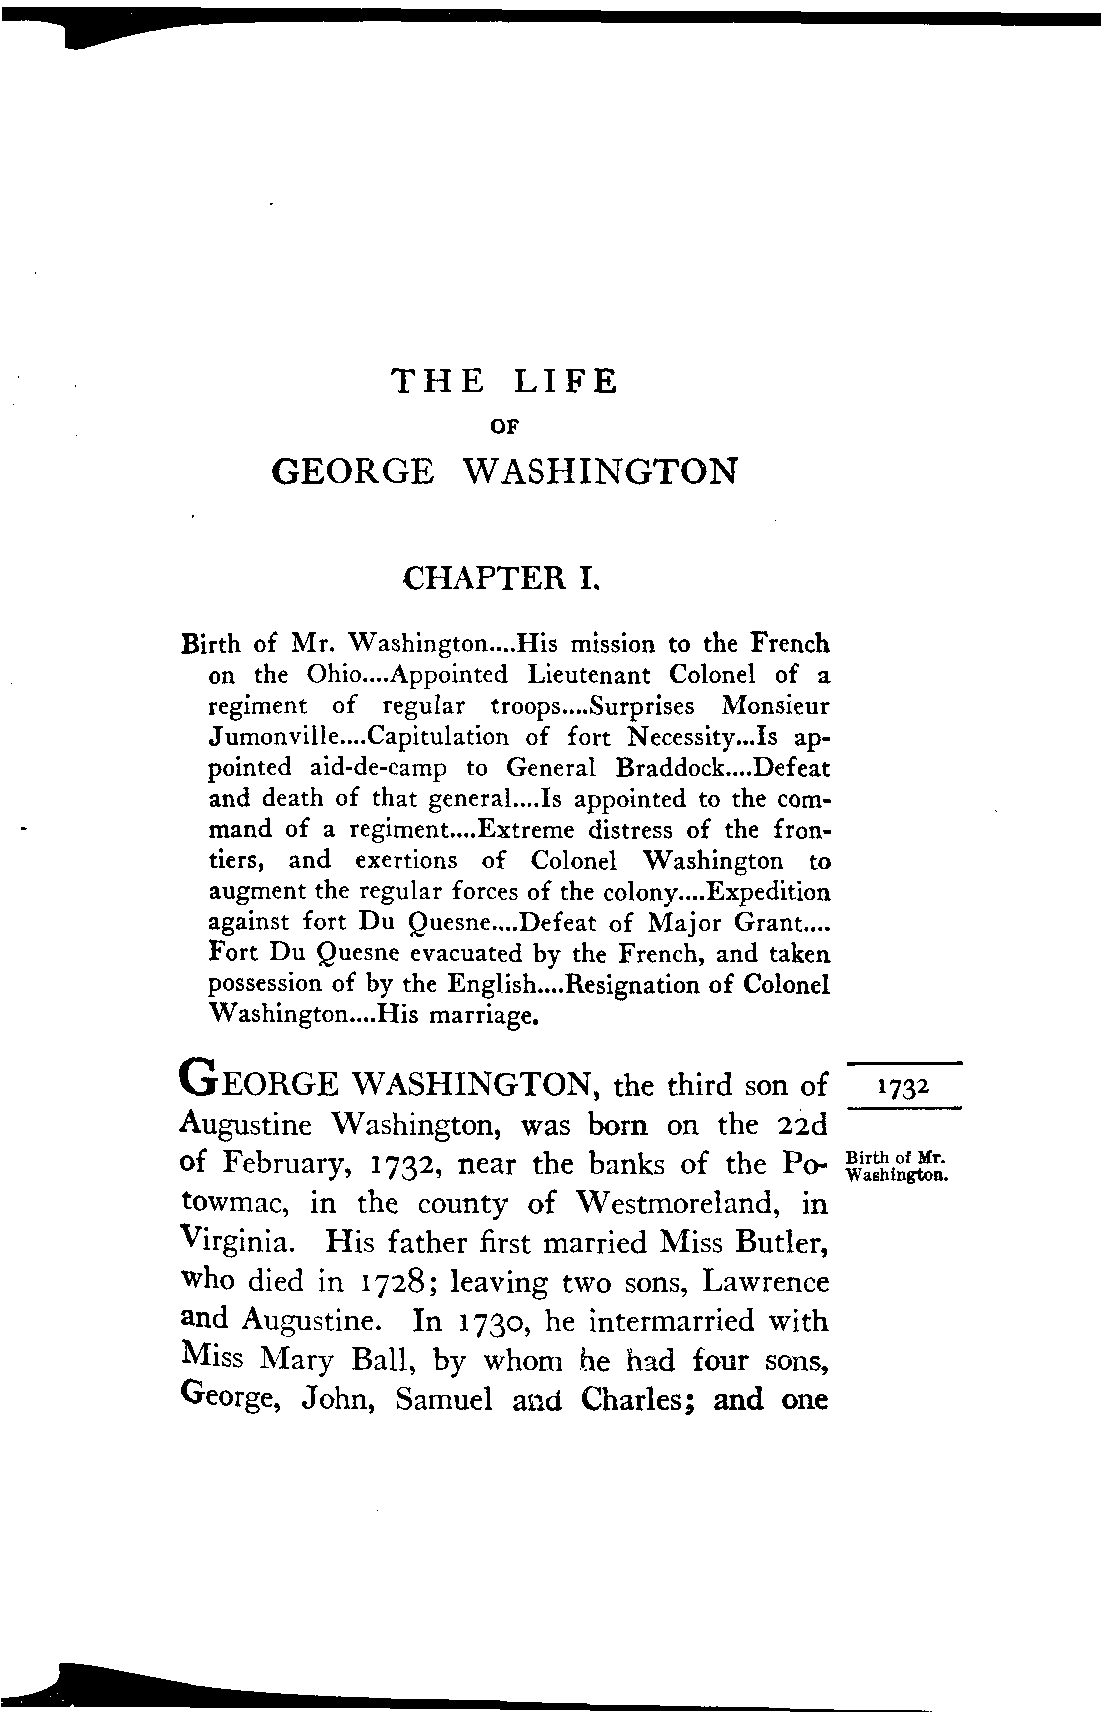 THE LIFE
OF
GEORGE WASHINGTON
CHAPTER I.
Birth of Mr. Washington....His mission to the French
on the Ohio....Appointed Lieutenant Colonel of a
regiment of regular troops....Surprises Monsieur
Jumonville....Capitulation of fort Necessity...Is ap-
pointed aid-de-camp to General Braddock....Defeat
and death of that general....Is appointed to the com-
mand of a regiment....Extreme distress of the fron-
tiers, and exertions of Colonel Washington to
augment the regular forces of the colony....Expedition
against fort Du Quesne....Defeat of Major Grant....
Fort Du Quesne evacuated by the French, and taken
possession of by the English....Resignation of Colonel
Washington....His marriage.
GEORGE WASHINGTON, the third son of
Augustine Washington, was born on the 22d
of February, 1732, near the banks of the Po-
towmac, in the county of Westmoreland, in
Virginia. His father first married Miss Butler,
who died in 1728; leaving two sons, Lawrence
and Augustine. In 1730, he intermarried with
Miss Mary Ball, by whom he had four sons,
George, John, Samuel and Charles; and one
1732
Birth of Mr.
Washington.